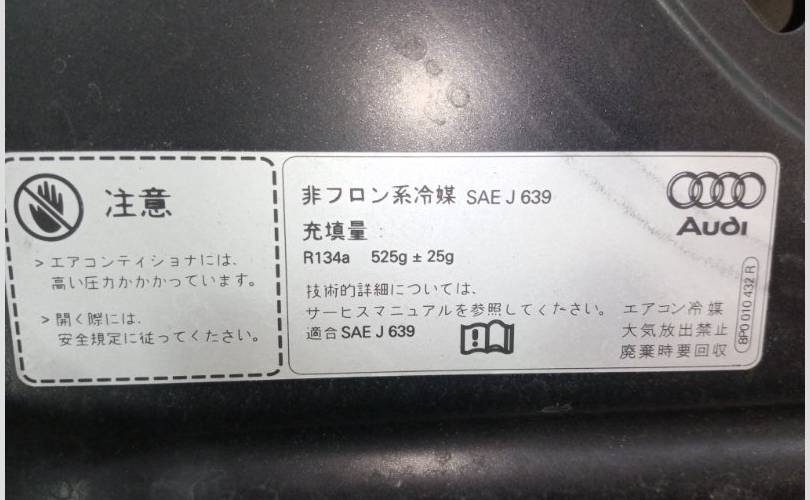 注意
> エアコンディショナには、
高い圧力がかかっています。
> 開く際には、
安全規定に従ってください。
非フロン系冷媒 SAE J 639
充填量 :
R134a 525g ± 25g
技術的詳細については、
サービスマニュアルを参照してください。
適合 SAE J 639
Audi
エアコン冷媒
大気放出禁止
廃棄時要回収
8P0 010 432 R